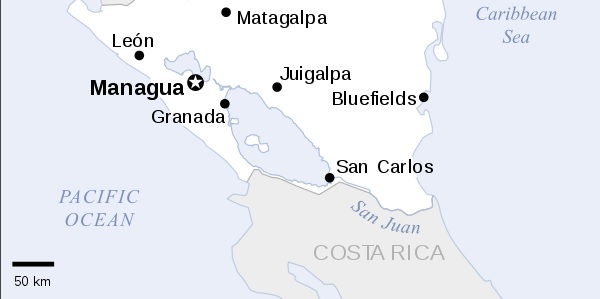 Caribbean
Sea
Matagalpa
León
Juigalpa
Managua
Bluefields
Granada
San Carlos
PACIFIC
OCEAN
San Juan
COSTA RICA
50 km